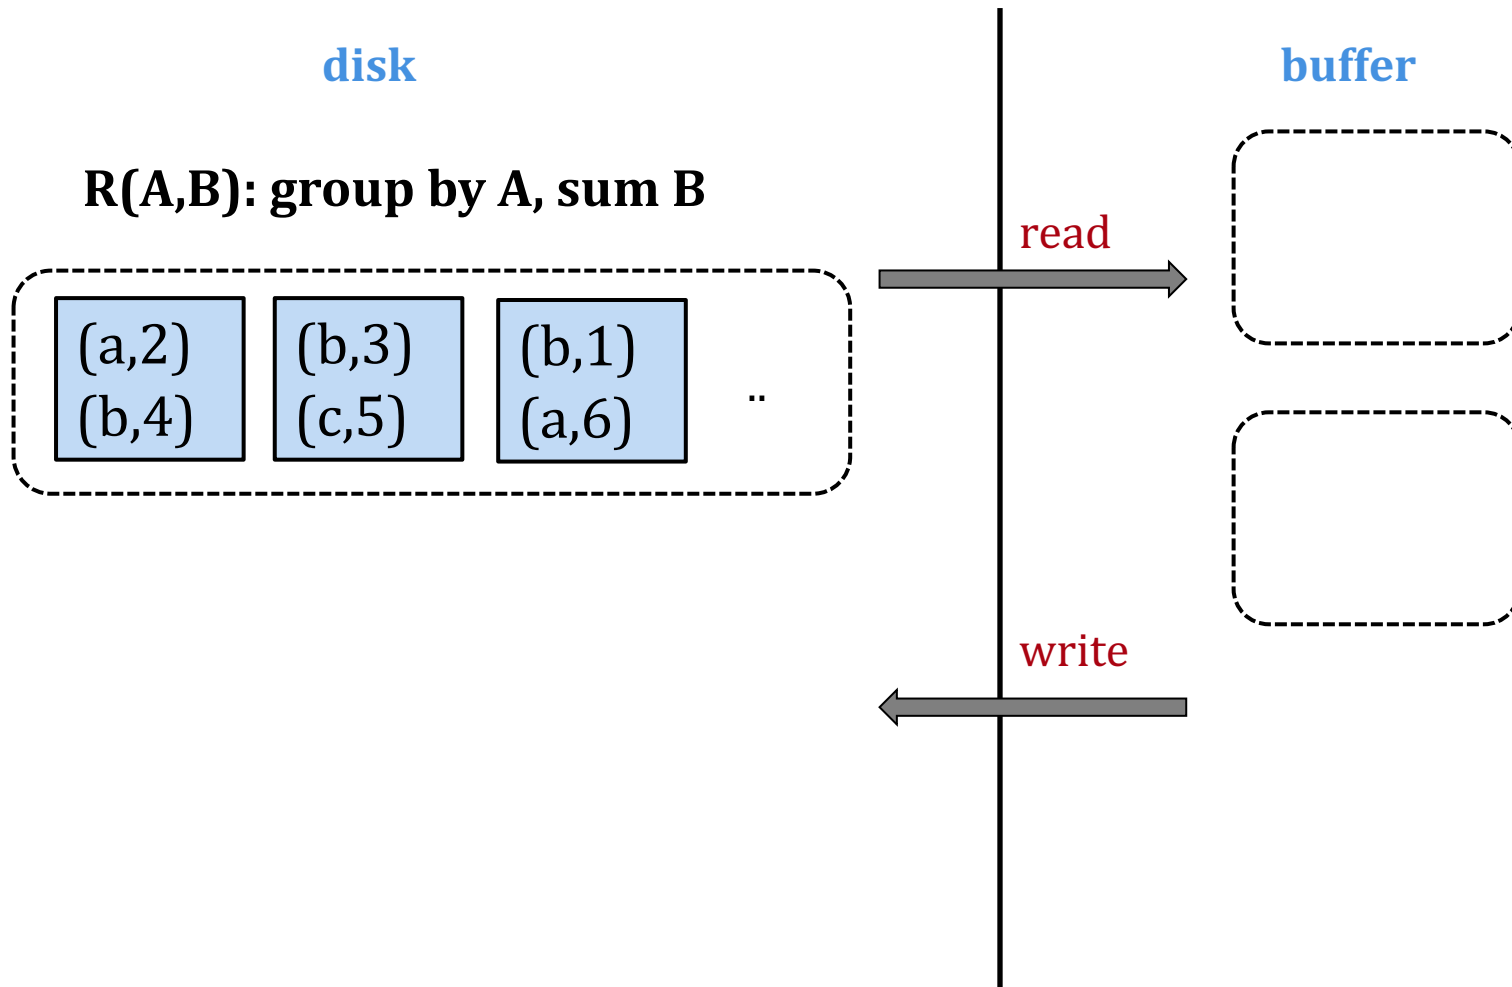 disk
buffer
R(A,B): group by A, sum B
read
(a,2)
(b,4)
(b,3)
(c,5)
(b,1)
(a,6)
..
write